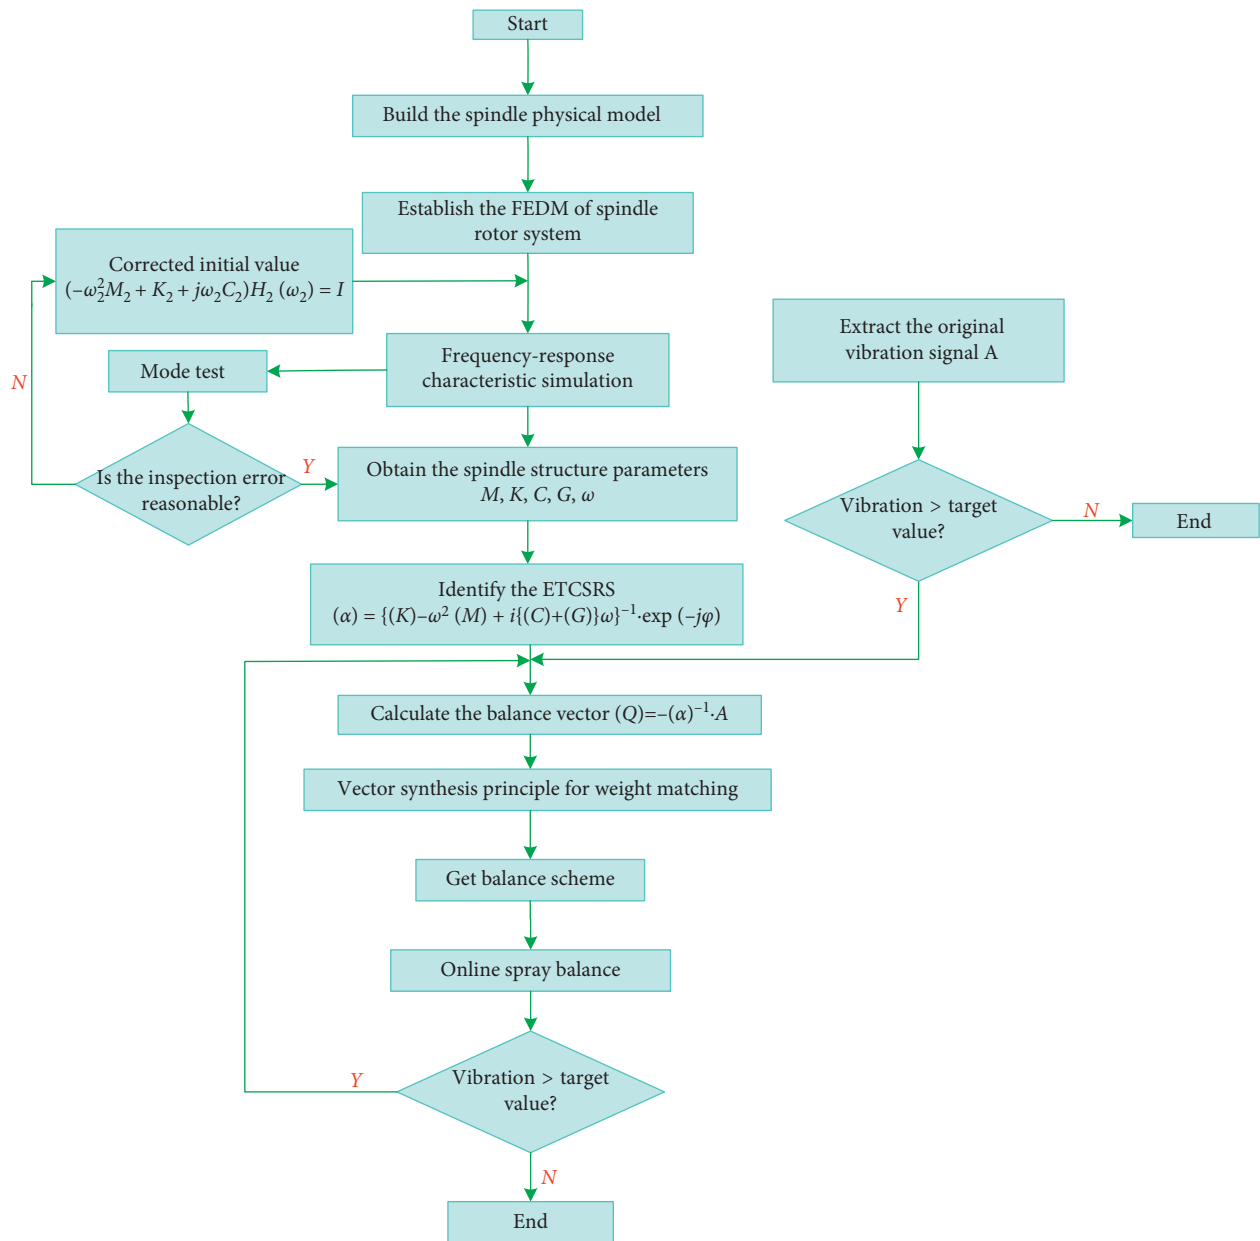 Start
Build the spindle physical model
Establish the FEDM of spindle
rotor system
Corrected initial value
(–ω₂²M₂ + K₂ + jω₂C₂)H₂ (ω₂) = I
Frequency-response
characteristic simulation
Mode test
N
Is the inspection error
reasonable?
Y
Obtain the spindle structure parameters
M, K, C, G, ω
Identify the ETCSRS
(α) = {(K)–ω² (M) + i{(C)+(G)}ω}⁻¹·exp (–jφ)
Extract the original
vibration signal A
Vibration > target
value?
N
End
Y
Calculate the balance vector (Q)=–(α)⁻¹·A
Vector synthesis principle for weight matching
Get balance scheme
Online spray balance
Vibration > target
value?
Y
N
End